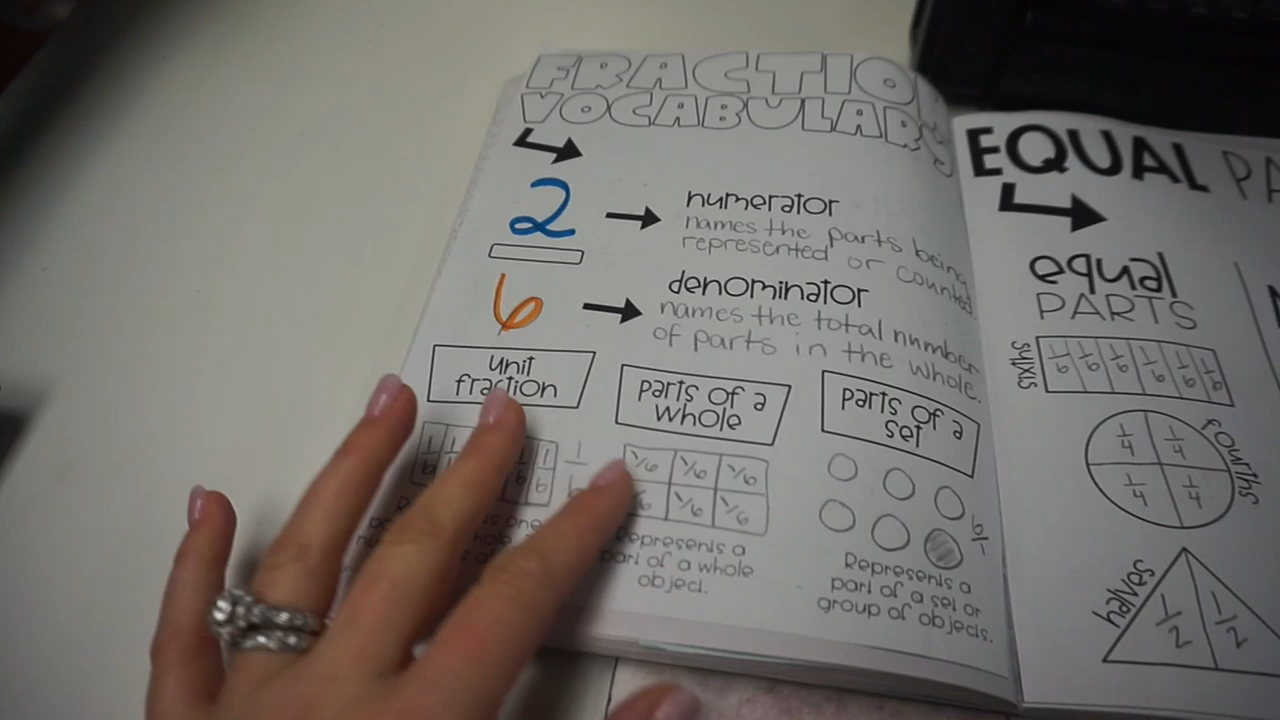 FRACTION
VOCABULARY
2
numerator
names the parts being
represented or counted.
6
denominator
names the total number
of parts in the whole.
unit
fraction
1/6
parts of a
whole
1/6 1/6 1/6
1/6 1/6
Represents a
part of a whole
object.
parts of a
set
1/6
Represents a
part of a set or
group of objects.
EQUAL
equal
PARTS
sixths
1/6 1/6 1/6 1/6 1/6 1/6
fourths
1/4 1/4
1/4 1/4
halves
1/2 1/2